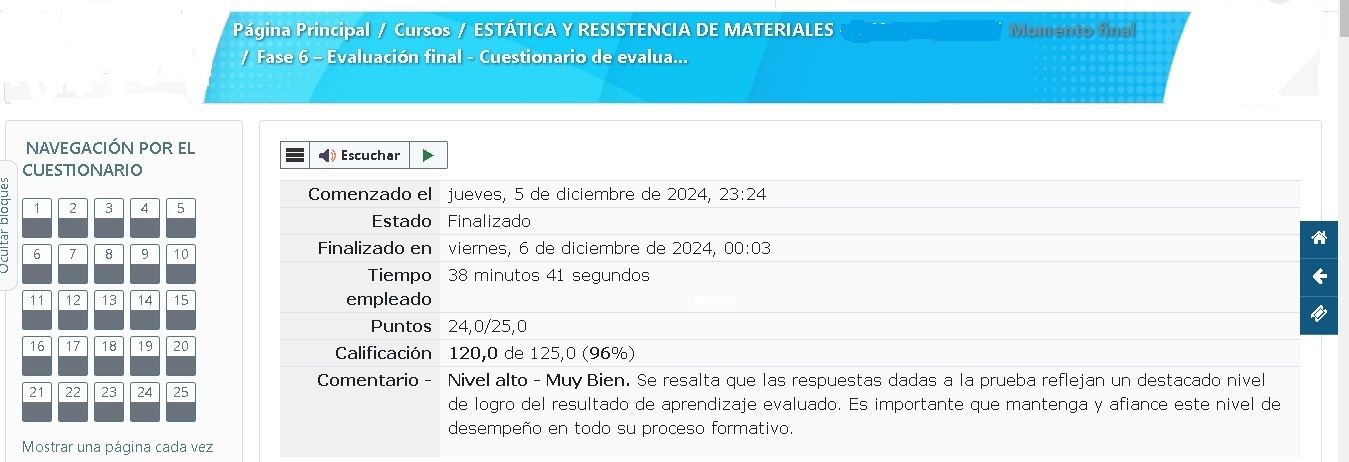 Página Principal / Cursos / ESTÁTICA Y RESISTENCIA DE MATERIALES Momento final
/ Fase 6 – Evaluación final - Cuestionario de evalua...
Ocultar bloques
NAVEGACIÓN POR EL
CUESTIONARIO
1 2 3 4 5
6 7 8 9 10
11 12 13 14 15
16 17 18 19 20
21 22 23 24 25
Mostrar una página cada vez
Escuchar
Comenzado el jueves, 5 de diciembre de 2024, 23:24
Estado Finalizado
Finalizado en viernes, 6 de diciembre de 2024, 00:03
Tiempo 38 minutos 41 segundos
empleado
Puntos 24,0/25,0
Calificación 120,0 de 125,0 (96%)
Comentario - Nivel alto - Muy Bien. Se resalta que las respuestas dadas a la prueba reflejan un destacado nivel
de logro del resultado de aprendizaje evaluado. Es importante que mantenga y afiance este nivel de
desempeño en todo su proceso formativo.